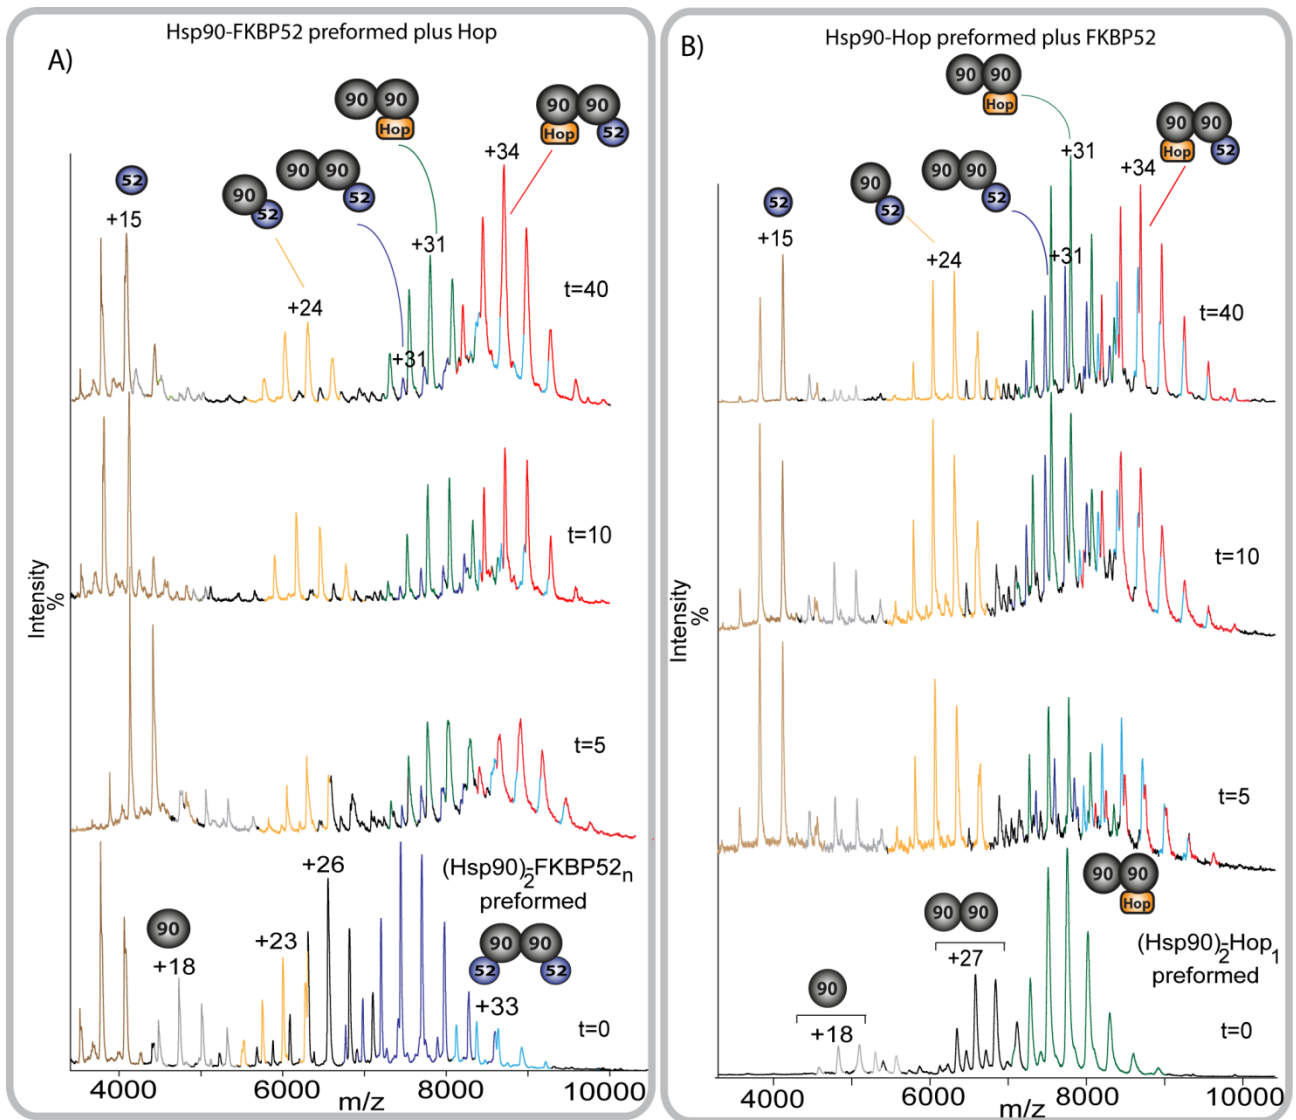 Hsp90-FKBP52 preformed plus Hop
A)
90 90
Hop
90 90
Hop 52
52
+15
90
52
90 90
52
+24
+31
+31
+34
t=40
t=10
t=5
Intensity
%
(Hsp90)2-FKBP52n
preformed
90 90
52 52
90
+18
+23
+26
+33
t=0
4000 6000 8000 10000
m/z
Hsp90-Hop preformed plus FKBP52
B)
90 90
Hop
90 90
Hop 52
52
+15
90
52
90 90
52
+24
+31
+31
+34
t=40
t=10
t=5
Intensity
%
90 90
Hop
(Hsp90)2-Hop1
preformed
90 90
+27
90
+18
t=0
4000 6000 8000 10000
m/z